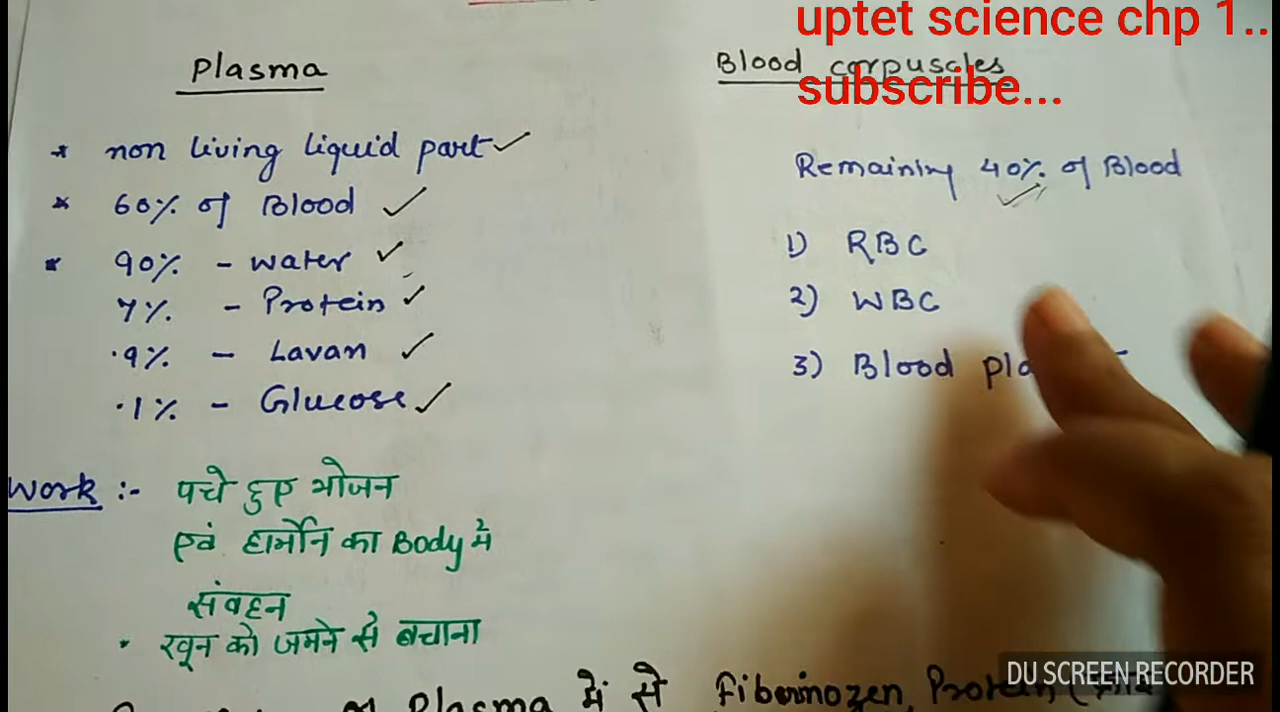 uptet science chp 1..
subscribe...
Plasma
* non living liquid part ✓
* 60% of Blood ✓
* 90% - water ✓
7% - Protein ✓
.9% - Lavan ✓
.1% - Glucose ✓
Work :- पचे हुए भोजन
एवं हार्मोन का Body में
संवहन
* खून को जमने से बचाना
Blood corpuscles
Remaining 40% of Blood
1) RBC
2) WBC
3) Blood
Plasma में से Fiberinozen, Protein
DU SCREEN RECORDER